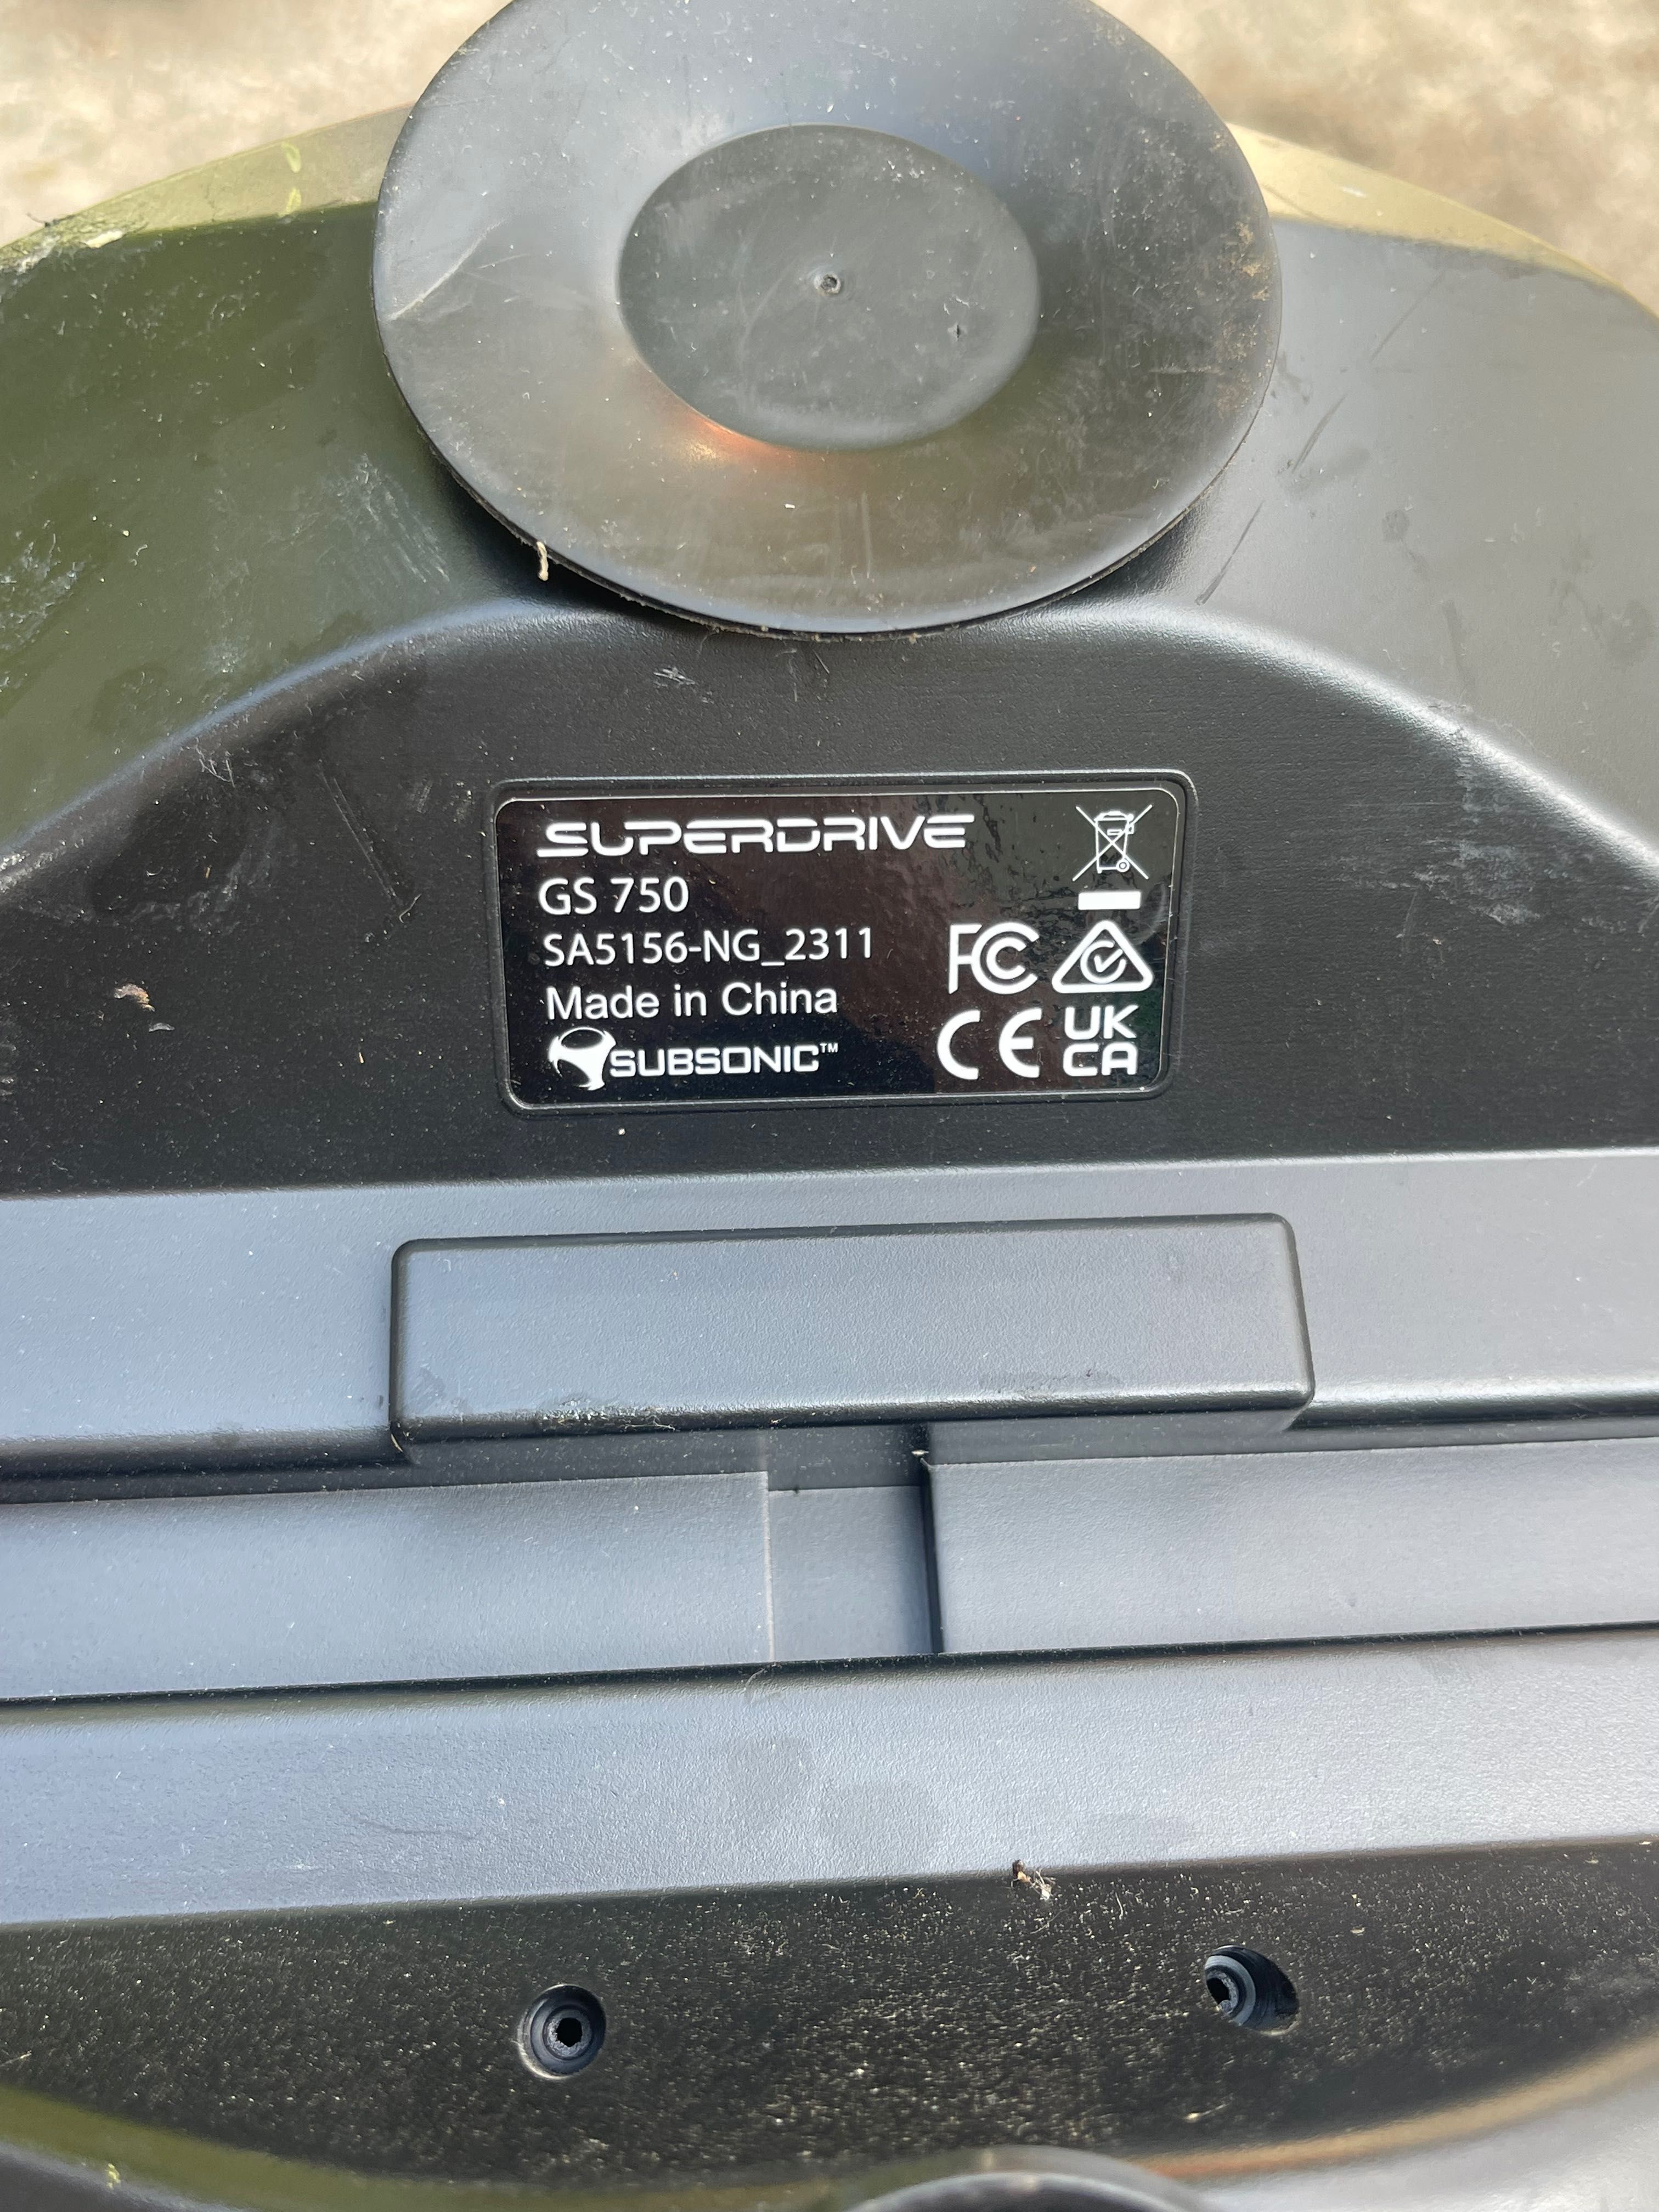 SUPERDRIVE
GS 750
SA5156-NG_2311
Made in China
SUBSONIC™
FC
CE
UK
CA